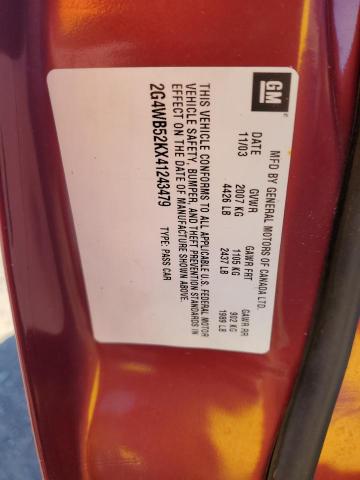 GM
MFD BY GENERAL MOTORS OF CANADA LTD.
DATE GVWR GAWR FRT GAWR RR
11/03 2007 KG 1105 KG 902 KG
4426 LB 2437 LB 1989 LB
THIS VEHICLE CONFORMS TO ALL APPLICABLE U.S. FEDERAL MOTOR
VEHICLE SAFETY, BUMPER, AND THEFT PREVENTION STANDARDS IN
EFFECT ON THE DATE OF MANUFACTURE SHOWN ABOVE.
2G4WB52KX41243479 TYPE: PASS CAR